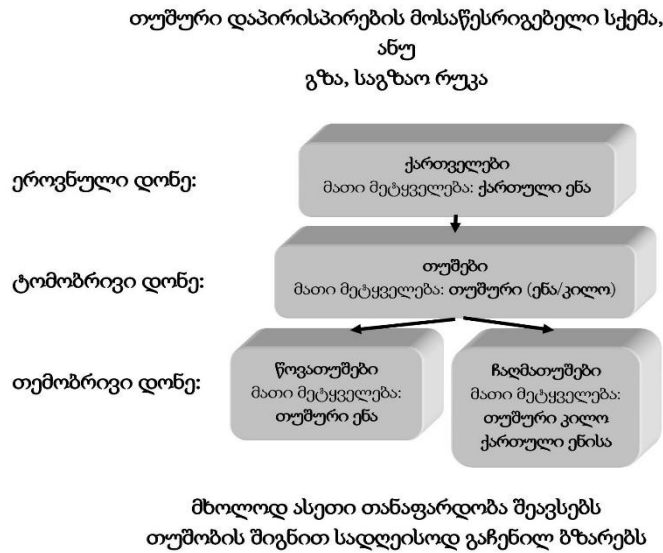 თუშური დაპირისპირების მოსაწესრიგებელი სქემა,
ანუ
გზა, საგზაო რუკა
ეროვნული დონე:
ქართველები
მათი მეტყველება: ქართული ენა
ტომობრივი დონე:
თუშები
მათი მეტყველება: თუშური (ენა/კილო)
თემობრივი დონე:
წოვათუშები
მათი მეტყველება:
თუშური ენა
ჩაღმათუშები
მათი მეტყველება:
თუშური კილო
ქართული ენისა
მხოლოდ ასეთი თანაფარდობა შეავსებს
თუშობის შიგნით სადღეისოდ გაჩენილ ბზარებს